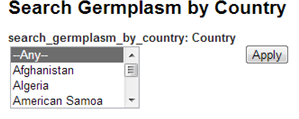 Search Germplasm by Country
search_germplasm_by_country: Country
--Any--
Afghanistan
Algeria
American Samoa
Apply